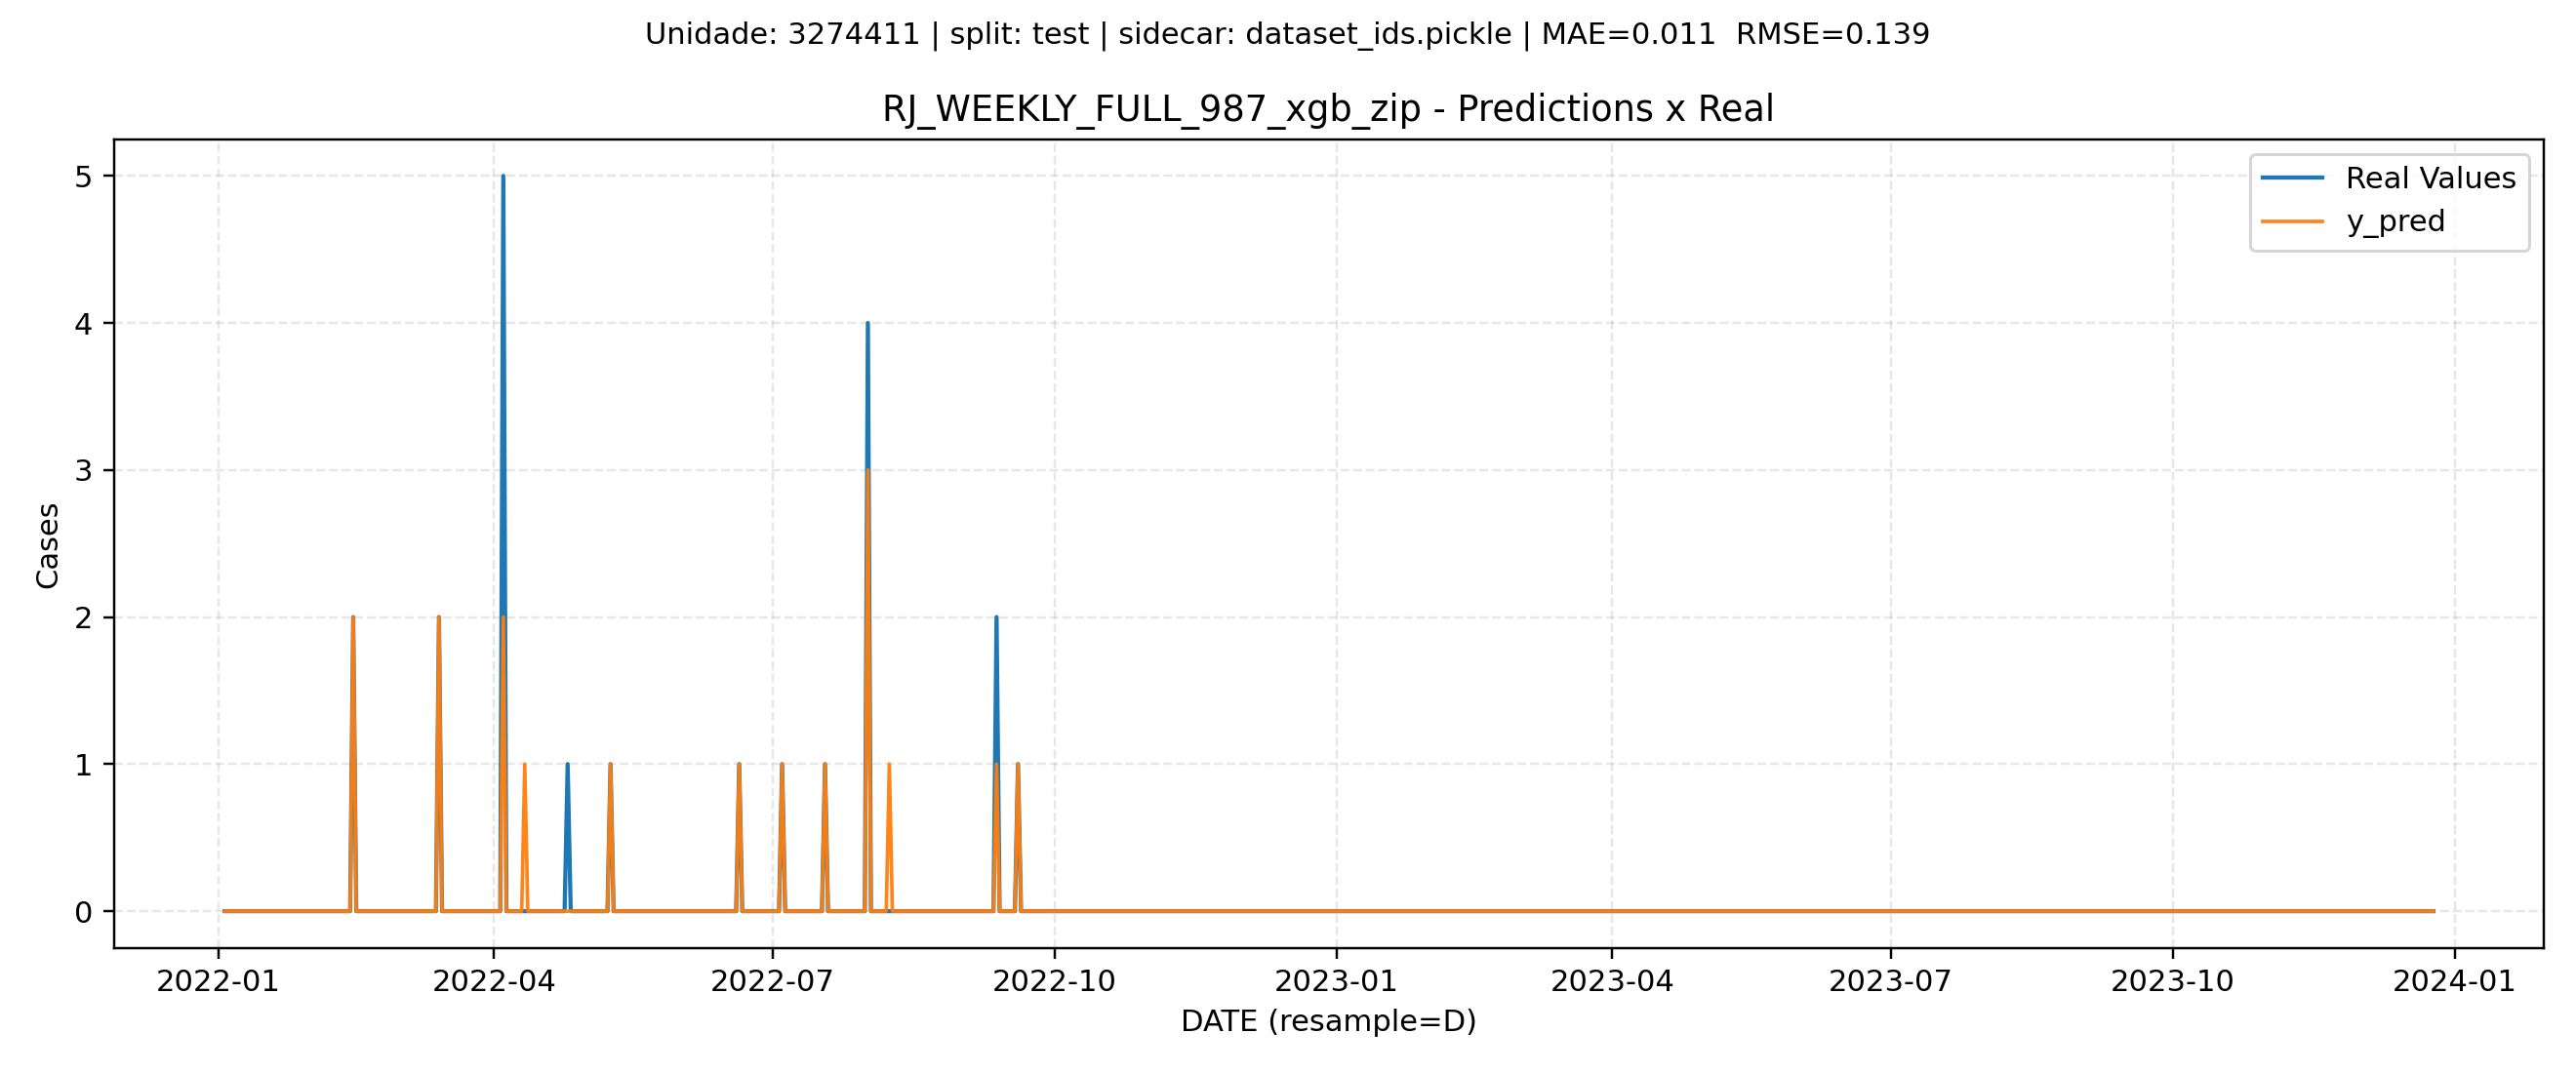 Unidade: 3274411 | split: test | sidecar: dataset_ids.pickle | MAE=0.011  RMSE=0.139
RJ_WEEKLY_FULL_987_xgb_zip - Predictions x Real
Real Values
y_pred
Cases
5
4
3
2
1
0
2022-01 2022-04 2022-07 2022-10 2023-01 2023-04 2023-07 2023-10 2024-01
DATE (resample=D)